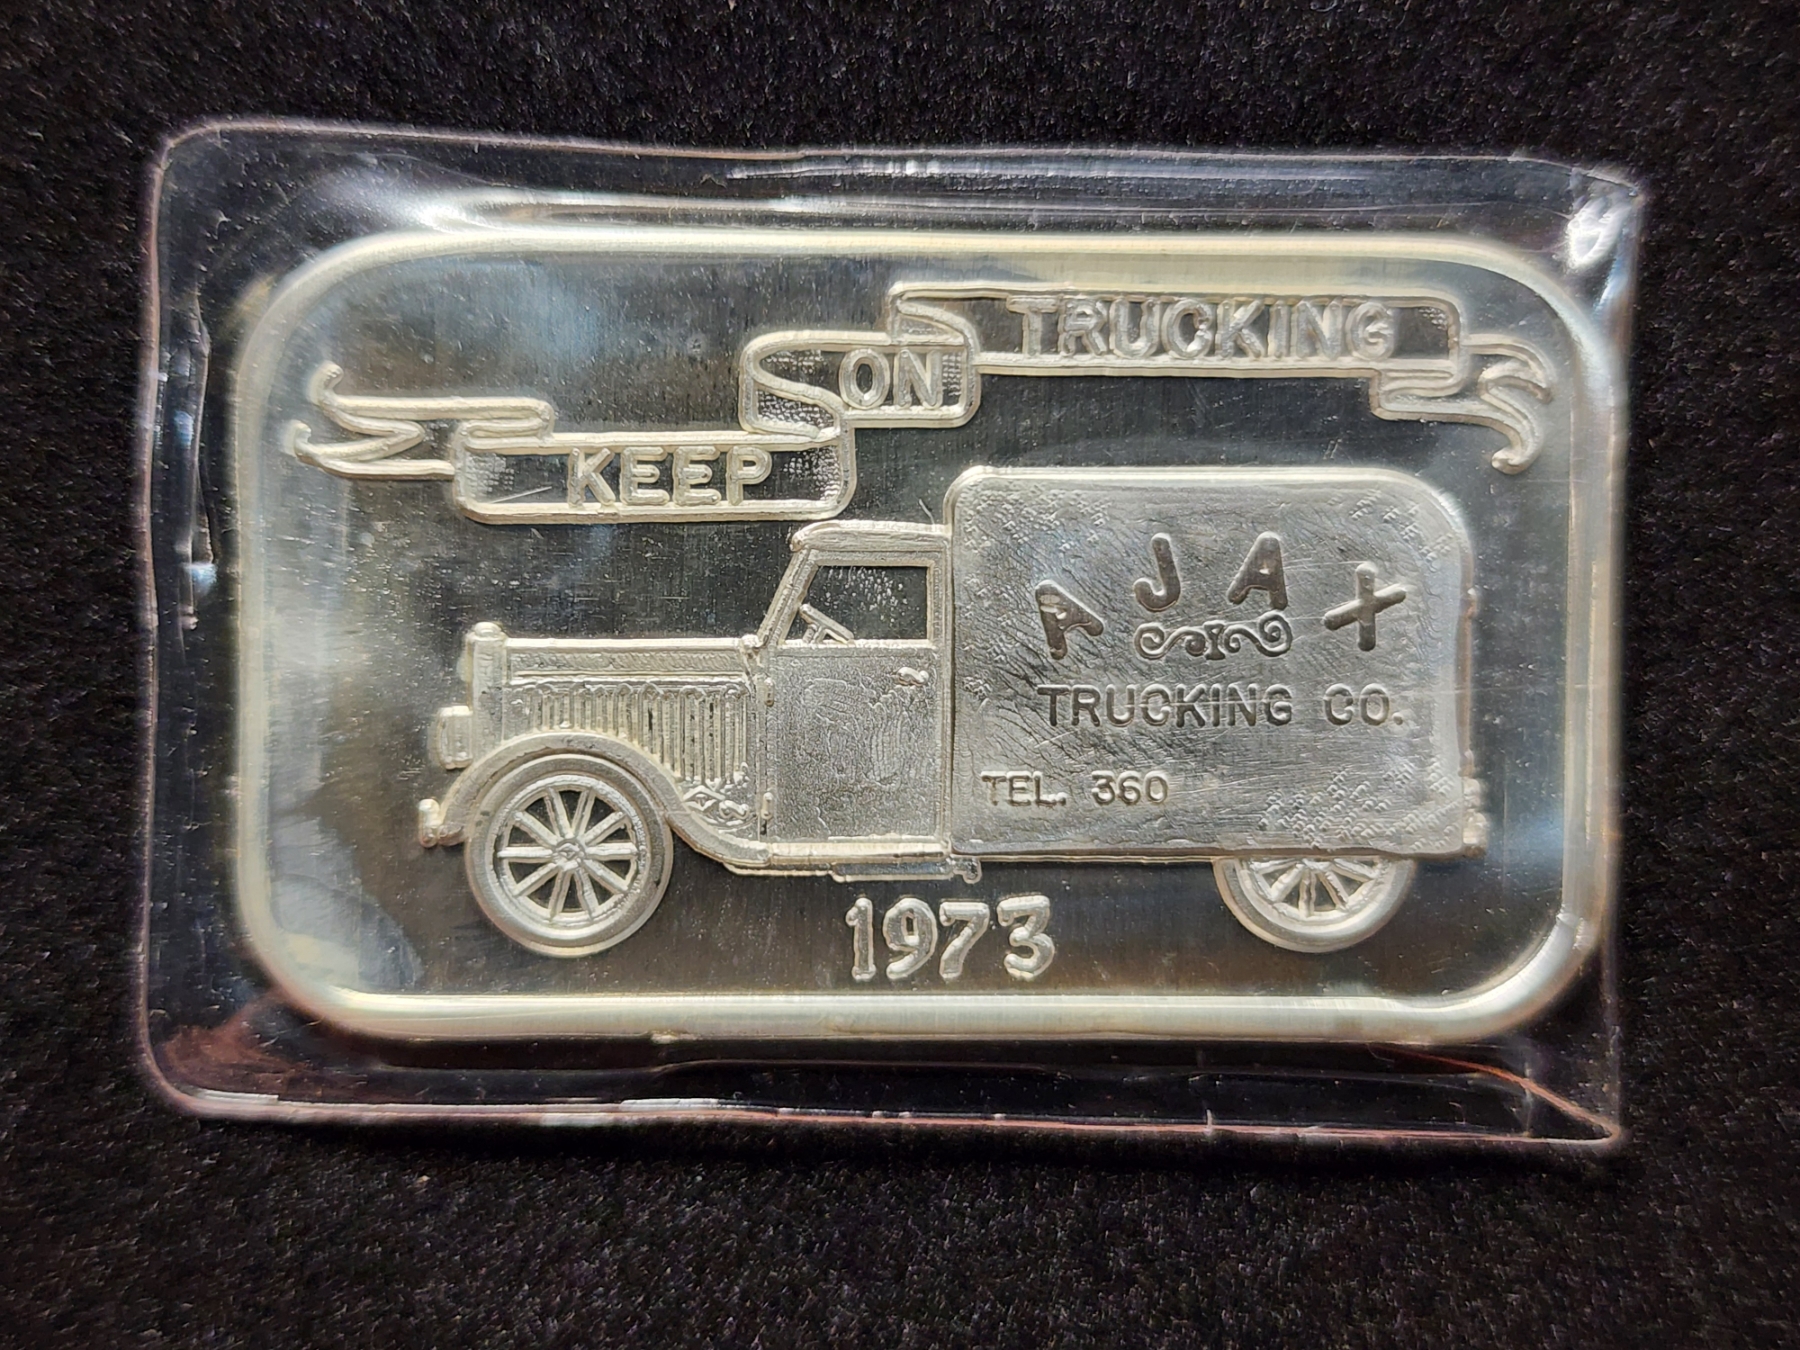 KEEP ON TRUCKING
AJAX
TRUCKING CO.
TEL. 360
1973